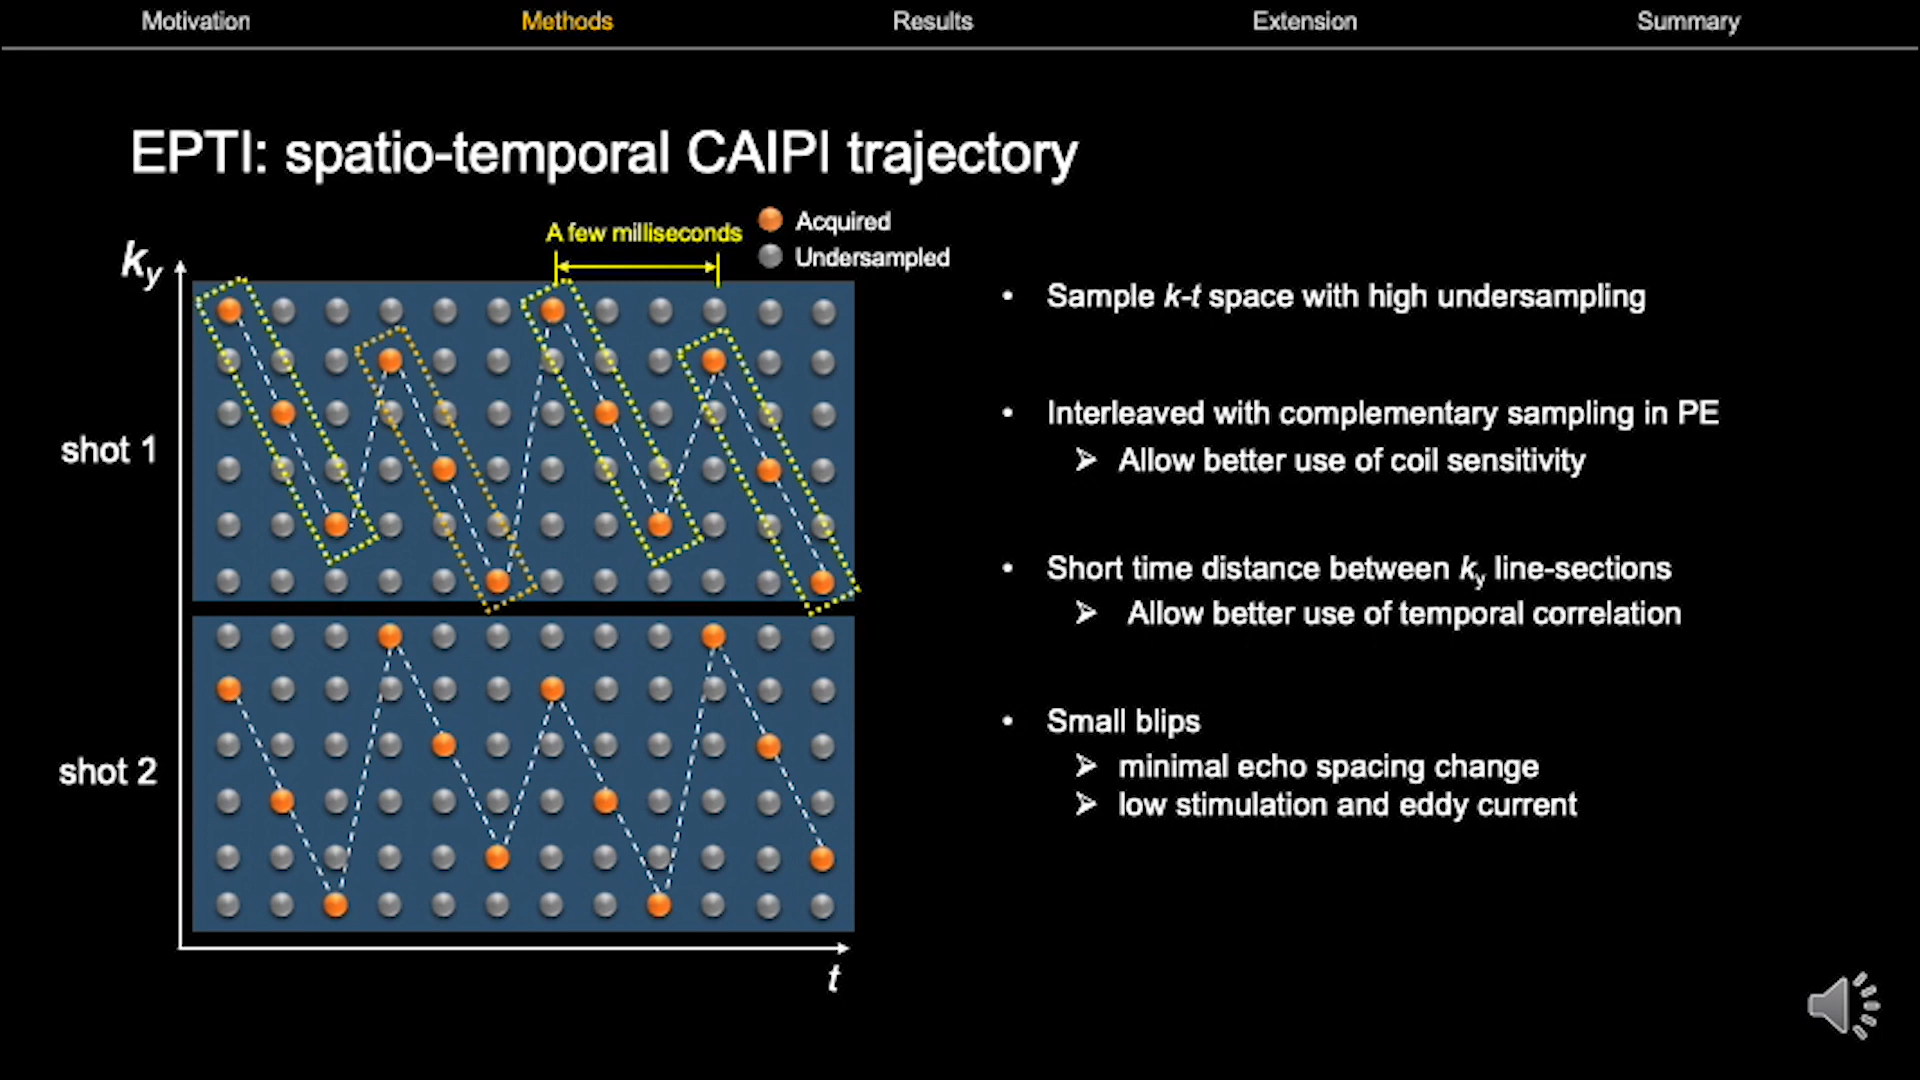 Motivation Methods Results Extension Summary
EPTI: spatio-temporal CAIPI trajectory
A few milliseconds
Acquired
Undersampled
ky
shot 1
shot 2
t
• Sample k-t space with high undersampling
• Interleaved with complementary sampling in PE
➢ Allow better use of coil sensitivity
• Short time distance between ky line-sections
➢ Allow better use of temporal correlation
• Small blips
➢ minimal echo spacing change
➢ low stimulation and eddy current